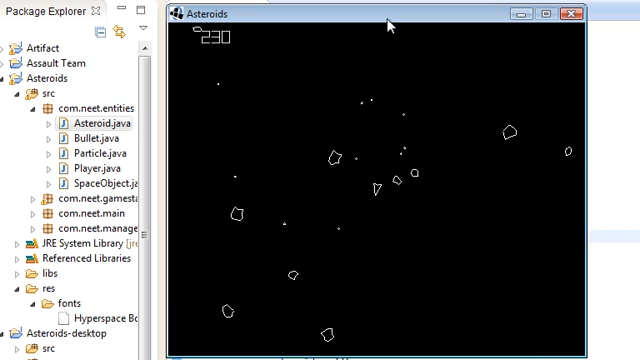 Package Explorer
Artifact
Assault Team
Asteroids
src
com.neet.entities
Asteroid.java
Bullet.java
Particle.java
Player.java
SpaceObject.ja
com.neet.gamesta
com.neet.main
com.neet.manage
JRE System Library [
Referenced Libraries
libs
res
fonts
Hyperspace Bo
Asteroids-desktop
src
Asteroids
230